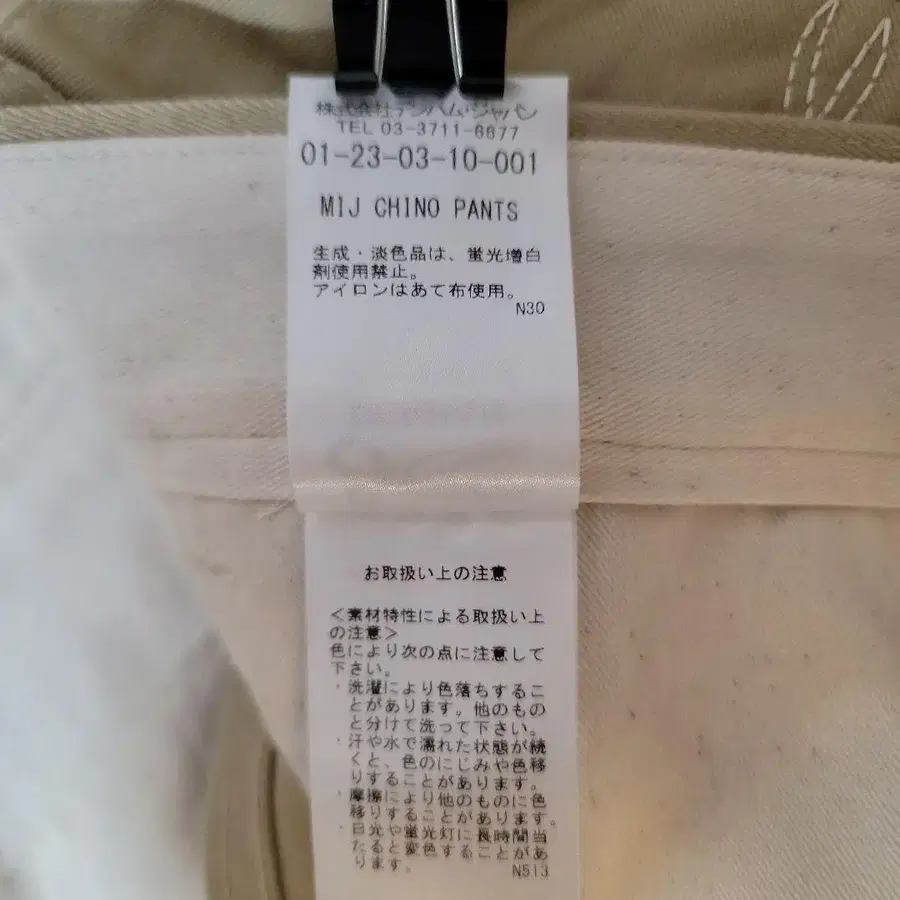 株式会社デンハム・ジャパン
TEL 03-3711-6677
01-23-03-10-001
MIJ CHINO PANTS
生成・淡色品は、蛍光増白
剤使用禁止。
アイロンはあて布使用。
N30
お取扱い上の注意
<素材特性による取扱い上
の注意>
色により次の点に注意して
下さい。
・洗濯により色落ちするこ
とがあります。他のもの
と分けて洗って下さい。
・汗や水で濡れた状態が続
くと、色のにじみや色移
りすることがあります。
・摩擦により他のものに色
移りすることがあります。
・日光や蛍光灯に長時間当
たると変色することがあ
ります。
N513